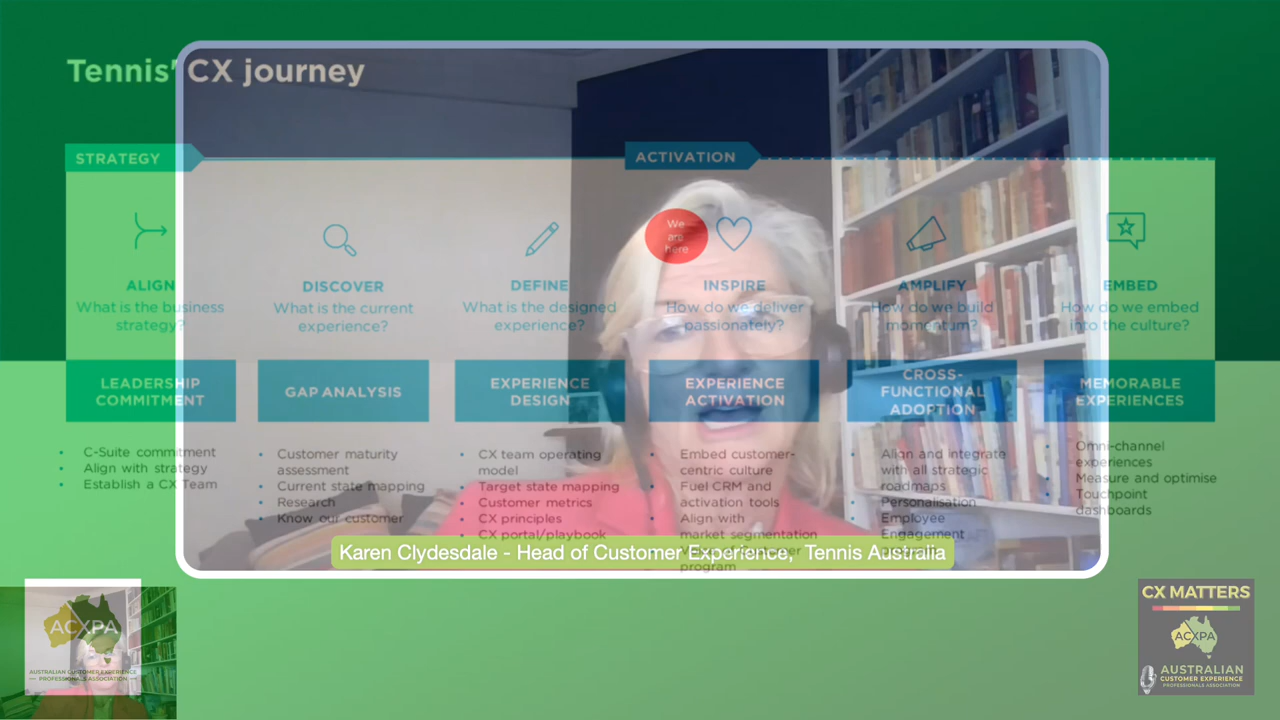 Tennis' CX journey
STRATEGY
ACTIVATION
We
are
here
ALIGN
What is the business
strategy?
DISCOVER
What is the current
experience?
DEFINE
What is the designed
experience?
INSPIRE
How do we deliver
passionately?
AMPLIFY
How do we build
momentum?
EMBED
How do we embed
into the culture?
LEADERSHIP
COMMITMENT
GAP ANALYSIS
EXPERIENCE
DESIGN
EXPERIENCE
ACTIVATION
CROSS-
FUNCTIONAL
ADOPTION
MEMORABLE
EXPERIENCES
• C-Suite commitment
• Align with strategy
• Establish a CX Team
• Customer maturity
assessment
• Current state mapping
• Research
• Know our customer
• CX team operating
model
• Target state mapping
• Customer metrics
• CX principles
• CX portal/playbook
• Embed customer-
centric culture
• Fuel CRM and
activation tools
• Align with
market segmentation
program
• Align and integrate
with all strategic
roadmaps
• Personalisation
• Employee
Engagement
• Omni-channel
experiences
• Measure and optimise
• Touchpoint
dashboards
Karen Clydesdale - Head of Customer Experience, Tennis Australia
ACXPA
AUSTRALIAN CUSTOMER EXPERIENCE
PROFESSIONALS ASSOCIATION
CX MATTERS
ACXPA
AUSTRALIAN
CUSTOMER EXPERIENCE
PROFESSIONALS ASSOCIATION